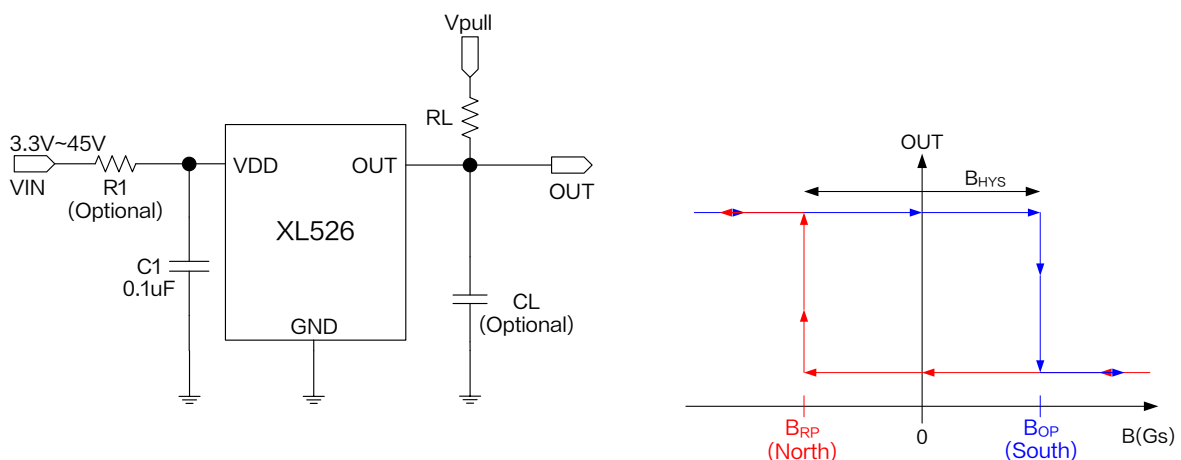 Vpull
RL
3.3V~45V
VIN
R1
(Optional)
VDD
OUT
OUT
XL526
C1
0.1uF
CL
(Optional)
GND
OUT
BHYS
BRP
(North)
0
BOP
(South)
B(Gs)